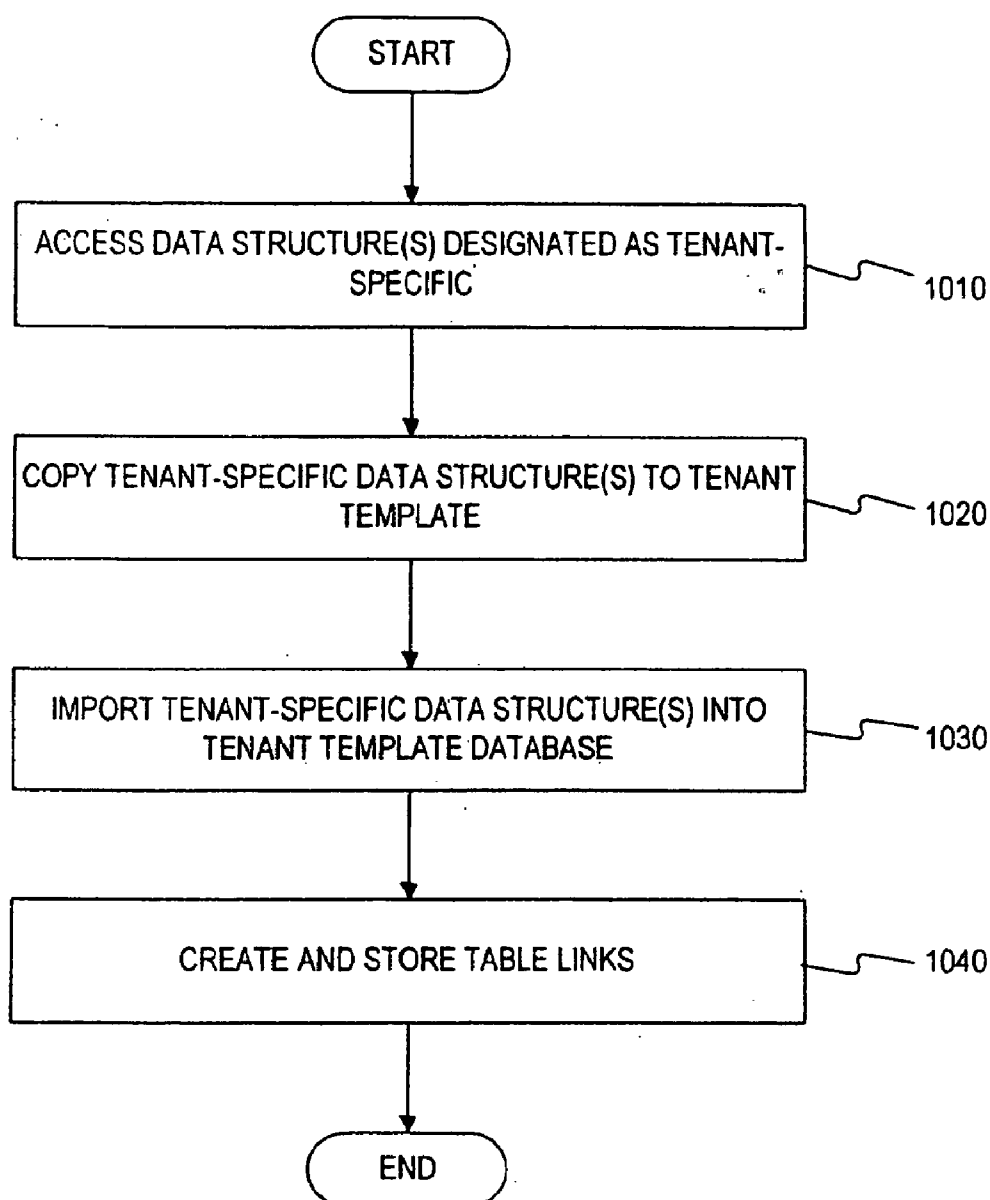 START
ACCESS DATA STRUCTURE(S) DESIGNATED AS TENANT-
SPECIFIC
1010
COPY TENANT-SPECIFIC DATA STRUCTURE(S) TO TENANT
TEMPLATE
1020
IMPORT TENANT-SPECIFIC DATA STRUCTURE(S) INTO
TENANT TEMPLATE DATABASE
1030
CREATE AND STORE TABLE LINKS
1040
END